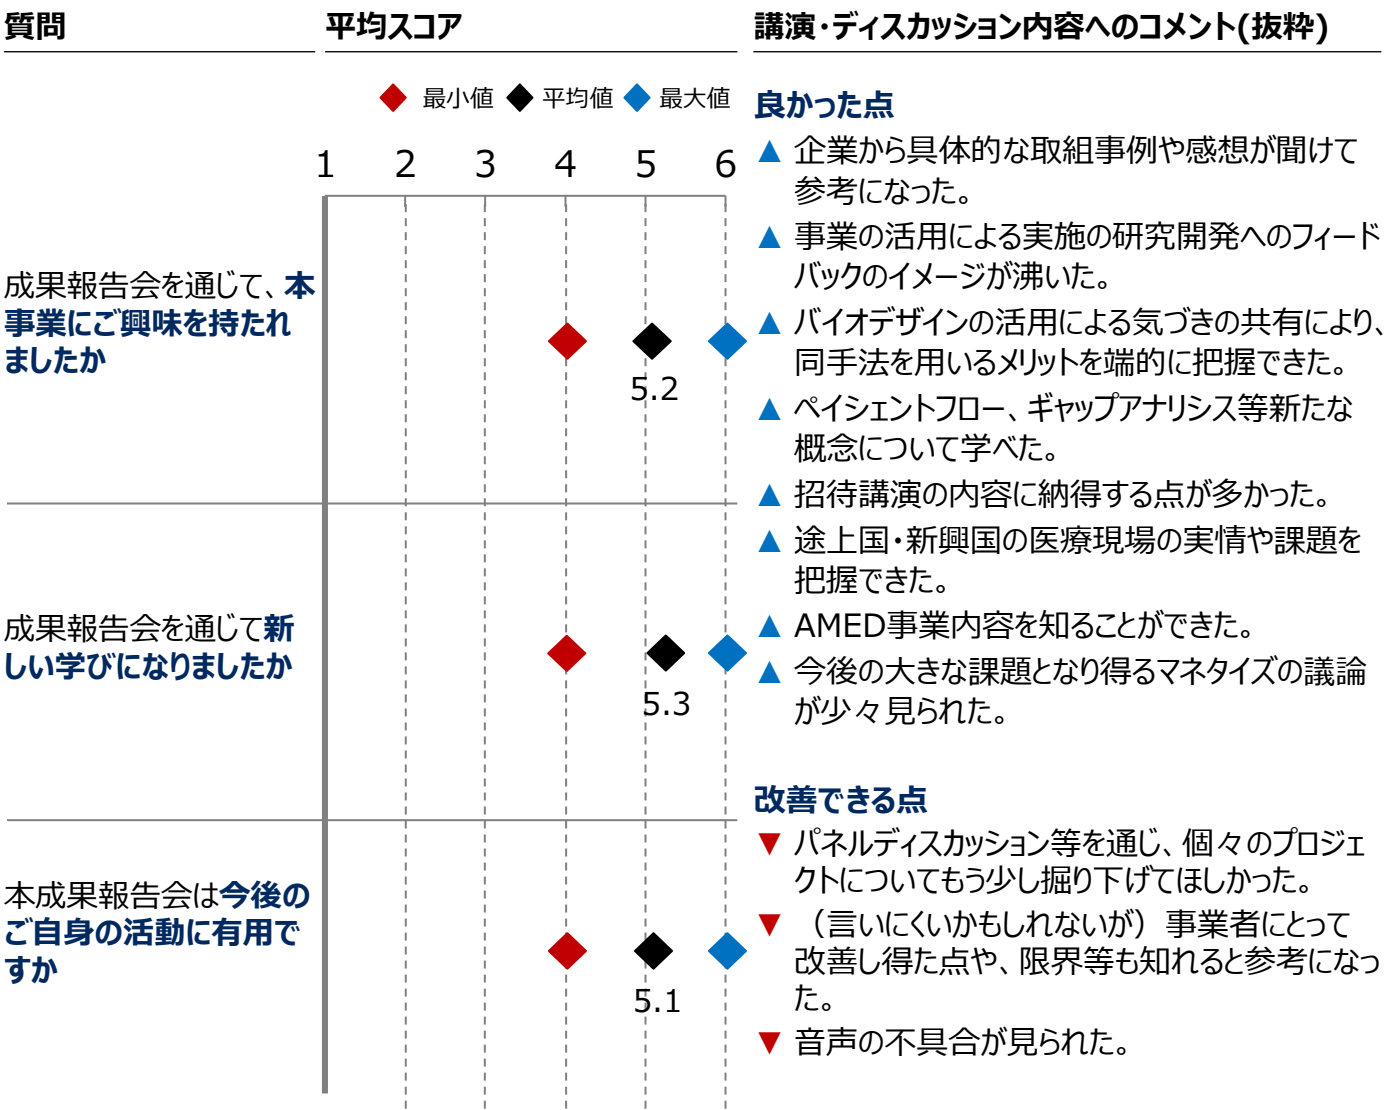 質問
平均スコア
講演・ディスカッション内容へのコメント(抜粋)
最小値 平均値 最大値
1 2 3 4 5 6
成果報告会を通じて、本
事業にご興味を持たれ
ましたか
5.2
成果報告会を通じて新
しい学びになりましたか
5.3
本成果報告会は今後の
ご自身の活動に有用で
すか
5.1
良かった点
▲ 企業から具体的な取組事例や感想が聞けて
参考になった。
▲ 事業の活用による実施の研究開発へのフィード
バックのイメージが沸いた。
▲ バイオデザインの活用による気づきの共有により、
同手法を用いるメリットを端的に把握できた。
▲ ペイシェントフロー、ギャップアナリシス等新たな
概念について学べた。
▲ 招待講演の内容に納得する点が多かった。
▲ 途上国・新興国の医療現場の実情や課題を
把握できた。
▲ AMED事業内容を知ることができた。
▲ 今後の大きな課題となり得るマネタイズの議論
が少々見られた。
改善できる点
▼ パネルディスカッション等を通じ、個々のプロジェ
クトについてもう少し掘り下げてほしかった。
▼ （言いにくいかもしれないが）事業者にとって
改善し得た点や、限界等も知れると参考になっ
た。
▼ 音声の不具合が見られた。